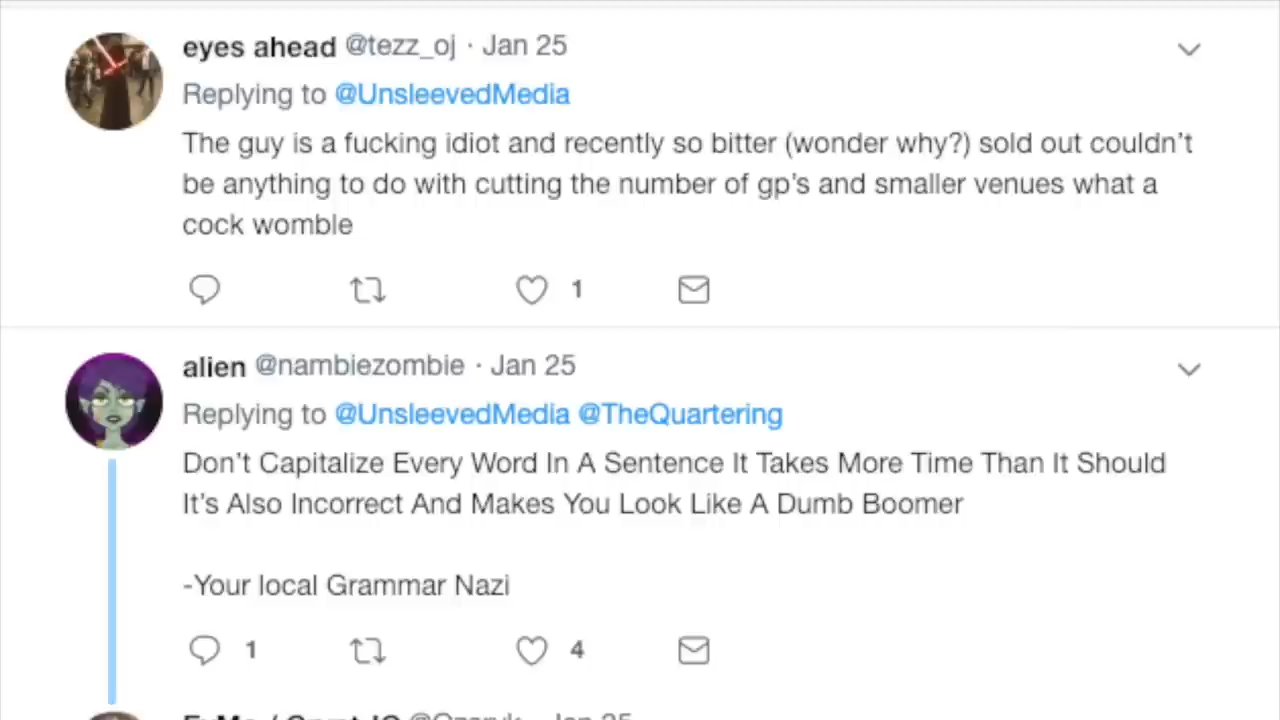 eyes ahead @tezz_oj · Jan 25
Replying to @UnsleevedMedia
The guy is a fucking idiot and recently so bitter (wonder why?) sold out couldn't
be anything to do with cutting the number of gp's and smaller venues what a
cock womble
1
alien @nambiezombie · Jan 25
Replying to @UnsleevedMedia @TheQuartering
Don't Capitalize Every Word In A Sentence It Takes More Time Than It Should
It's Also Incorrect And Makes You Look Like A Dumb Boomer
-Your local Grammar Nazi
1 4
Jan 25